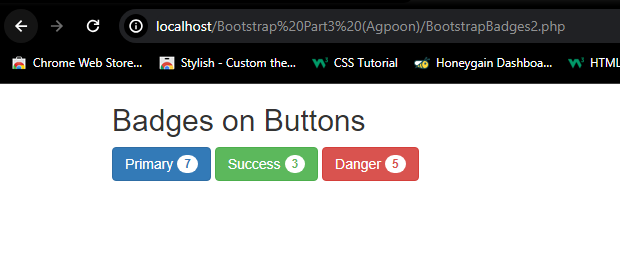 localhost/Bootstrap%20Part3%20(Agpoon)/BootstrapBadges2.php
Chrome Web Store... Stylish - Custom the... CSS Tutorial Honeygain Dashboa... HTML
Badges on Buttons
Primary 7 Success 3 Danger 5